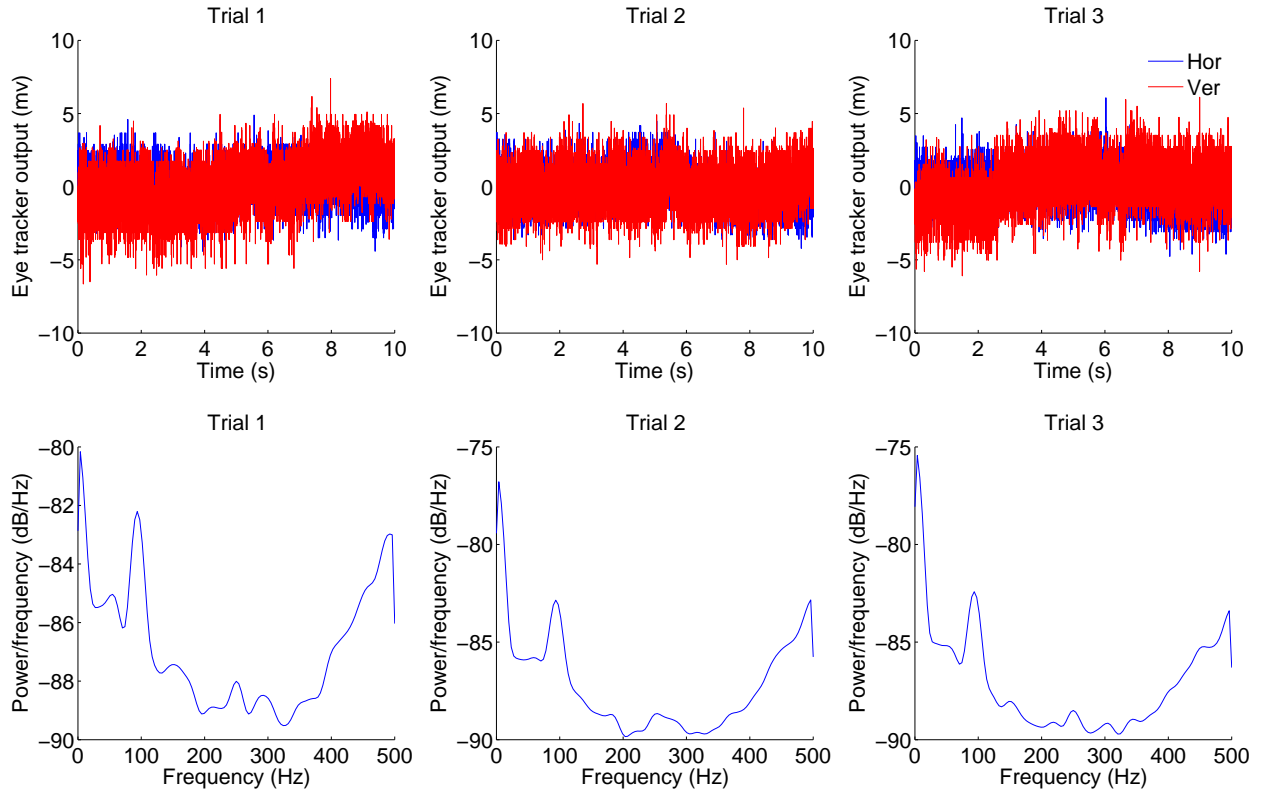 Trial 1
Trial 2
Trial 3
10
5
0
−5
−10
Eye tracker output (mv)
0 2 4 6 8 10
Time (s)
10
5
0
−5
−10
Eye tracker output (mv)
0 2 4 6 8 10
Time (s)
10
5
0
−5
−10
Eye tracker output (mv)
Hor
Ver
0 2 4 6 8 10
Time (s)
Trial 1
Trial 2
Trial 3
−80
−82
−84
−86
−88
−90
Power/frequency (dB/Hz)
0 100 200 300 400 500
Frequency (Hz)
−75
−80
−85
−90
Power/frequency (dB/Hz)
0 100 200 300 400 500
Frequency (Hz)
−75
−80
−85
−90
Power/frequency (dB/Hz)
0 100 200 300 400 500
Frequency (Hz)